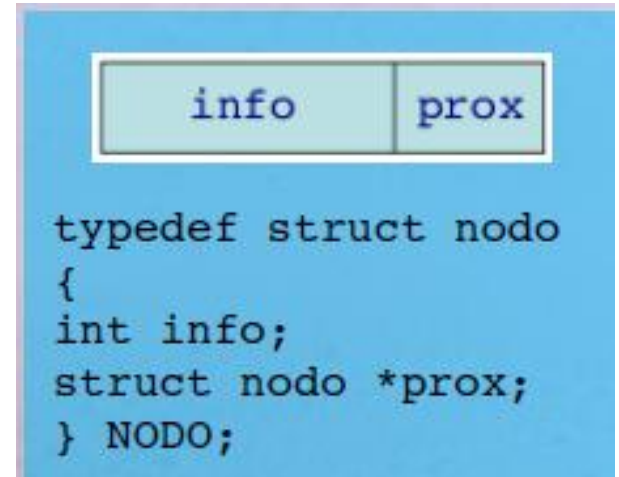 info prox
typedef struct nodo
{
int info;
struct nodo *prox;
} NODO;